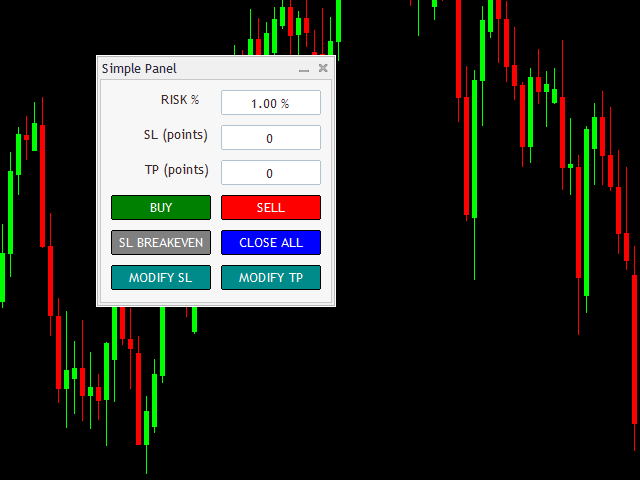 Simple Panel
RISK % 1.00 %
SL (points) 0
TP (points) 0
BUY SELL
SL BREAKEVEN CLOSE ALL
MODIFY SL MODIFY TP